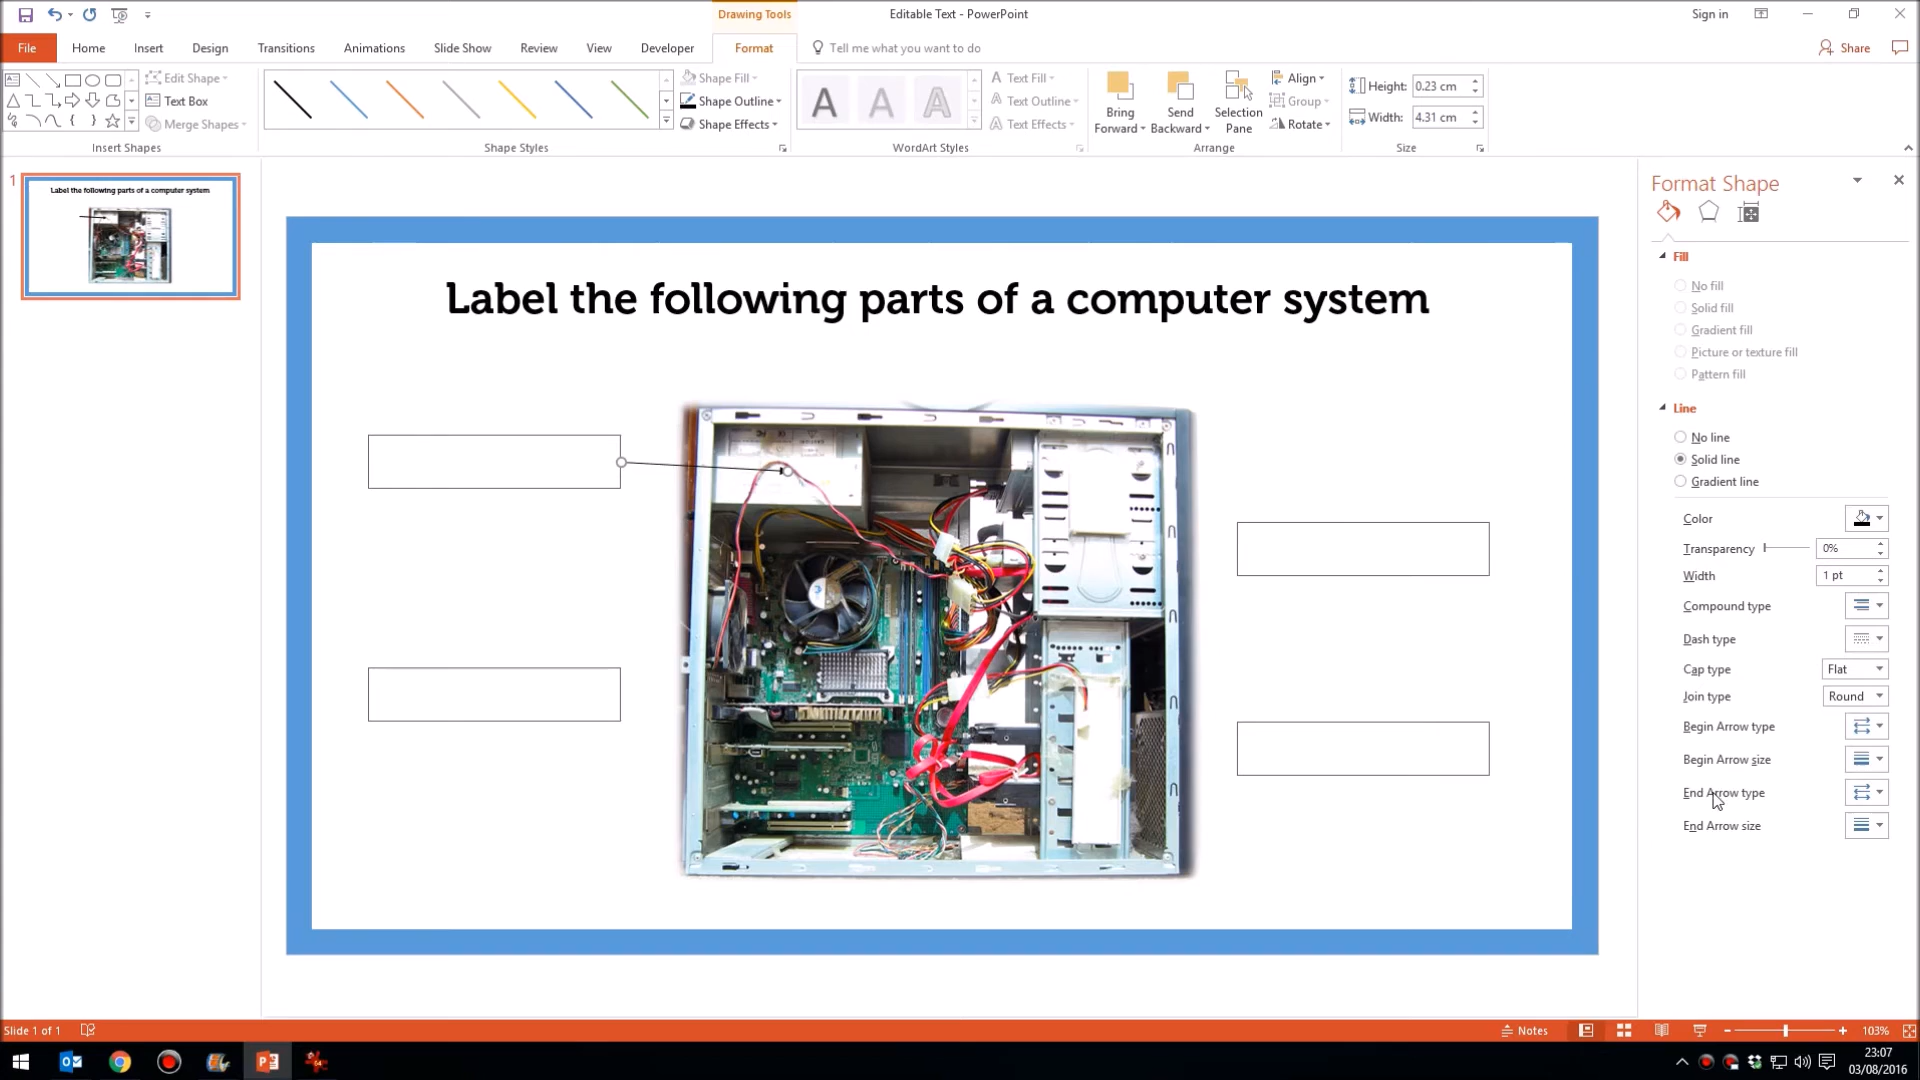 Drawing Tools
Editable Text - PowerPoint
Sign in
File
Home
Insert
Design
Transitions
Animations
Slide Show
Review
View
Developer
Format
Tell me what you want to do
Share
Edit Shape
Text Box
Merge Shapes
Insert Shapes
Shape Fill
Shape Outline
Shape Effects
Shape Styles
A A A
Text Fill
Text Outline
Text Effects
WordArt Styles
Bring Forward
Send Backward
Selection Pane
Align
Group
Rotate
Arrange
Height: 0.23 cm
Width: 4.31 cm
Size
1
Label the following parts of a computer system
Label the following parts of a computer system
Format Shape
Fill
No fill
Solid fill
Gradient fill
Picture or texture fill
Pattern fill
Line
No line
Solid line
Gradient line
Color
Transparency 0%
Width 1 pt
Compound type
Dash type
Cap type Flat
Join type Round
Begin Arrow type
Begin Arrow size
End Arrow type
End Arrow size
Slide 1 of 1
Notes
103%
23:07
03/08/2016